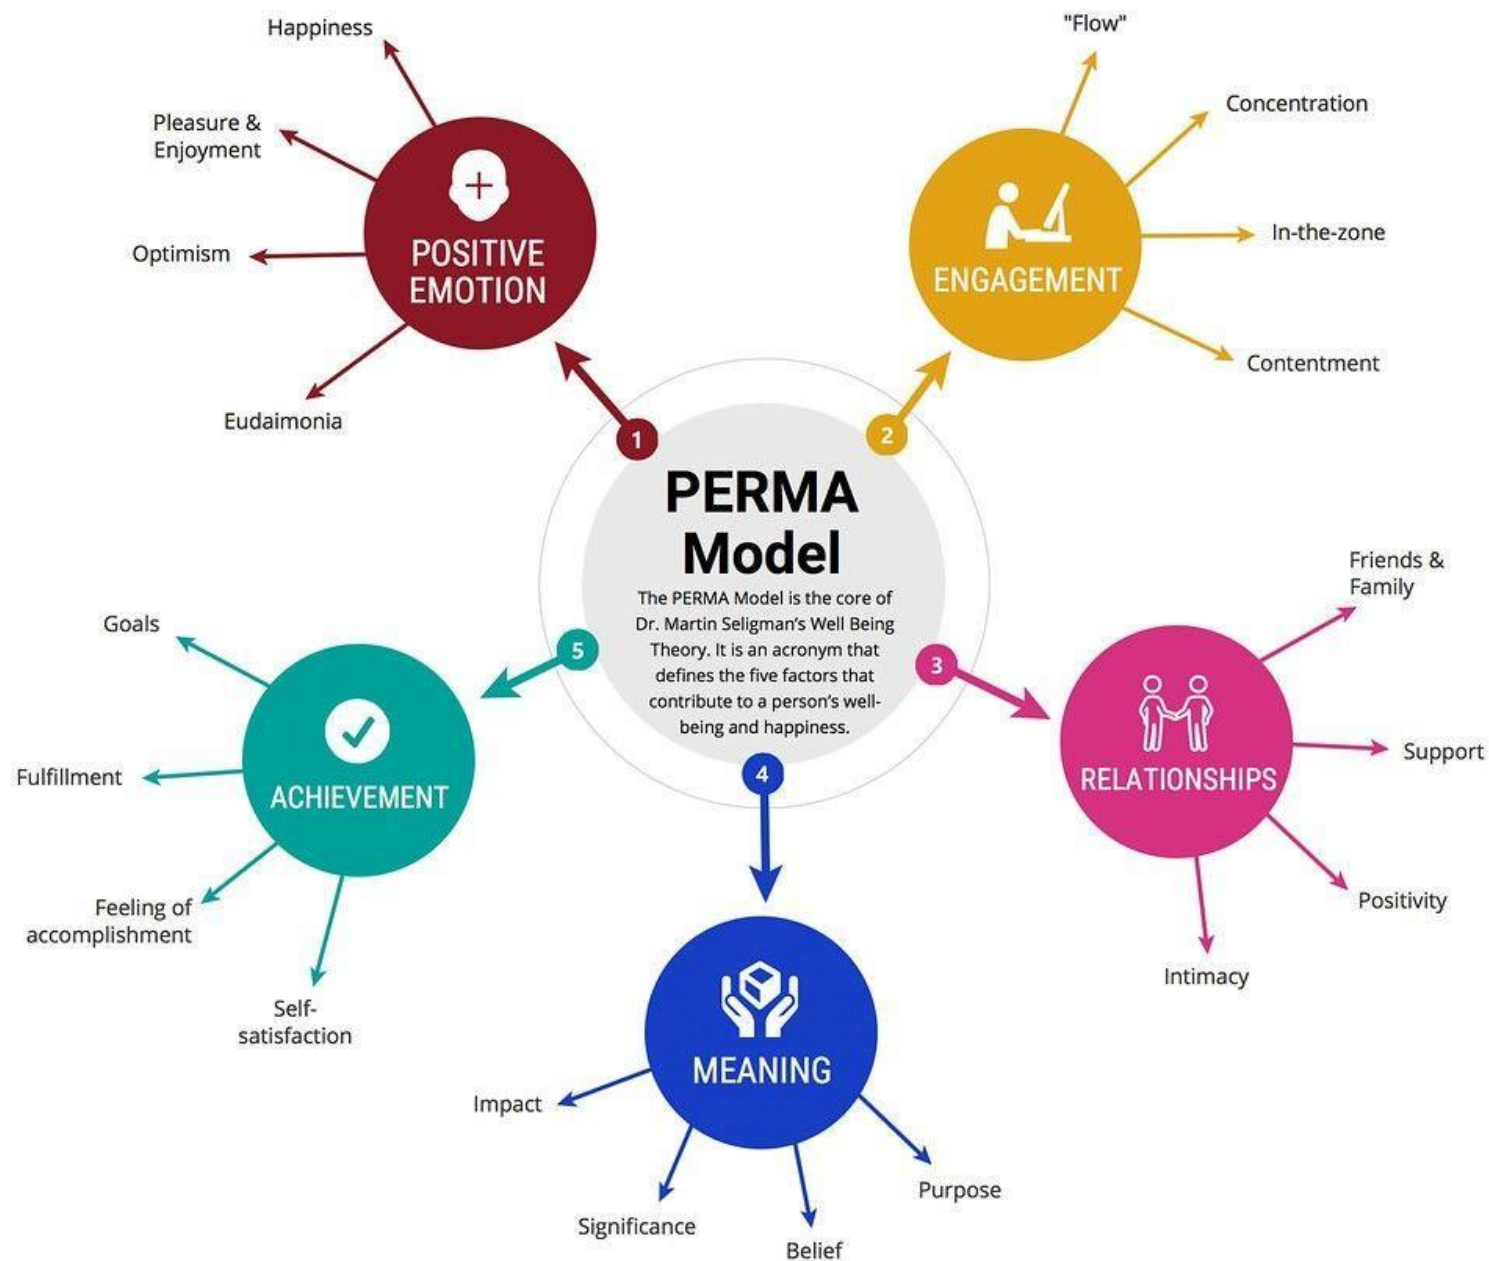 PERMA
Model
The PERMA Model is the core of
Dr. Martin Seligman's Well Being
Theory. It is an acronym that
defines the five factors that
contribute to a person's well-
being and happiness.
1
POSITIVE
EMOTION
Happiness
Pleasure &
Enjoyment
Optimism
Eudaimonia
2
ENGAGEMENT
"Flow"
Concentration
In-the-zone
Contentment
3
RELATIONSHIPS
Friends &
Family
Support
Positivity
Intimacy
4
MEANING
Purpose
Belief
Significance
Impact
5
ACHIEVEMENT
Goals
Fulfillment
Feeling of
accomplishment
Self-
satisfaction